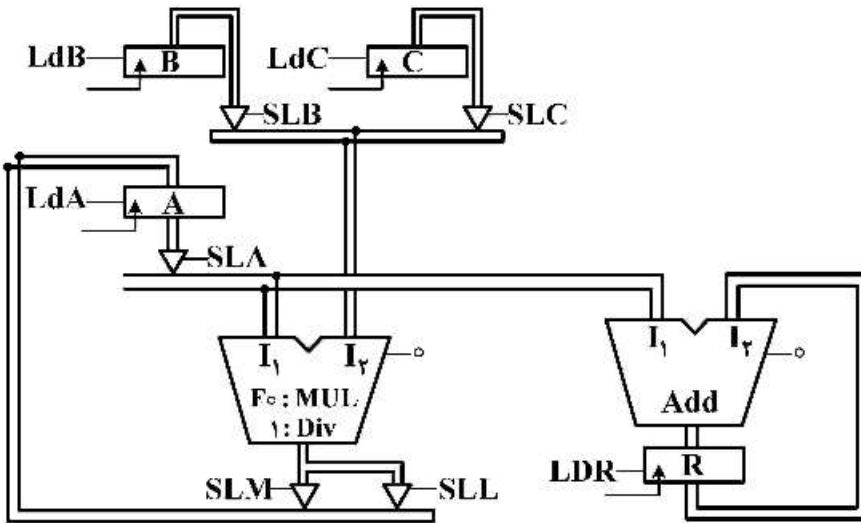 LdB
B
LdC
C
SLB
SLC
LdA
A
SLA
I۱
I۲
F۰ : MUL
۱: Div
۰
I۱
I۲
Add
۰
SLM
SLL
LDR
R